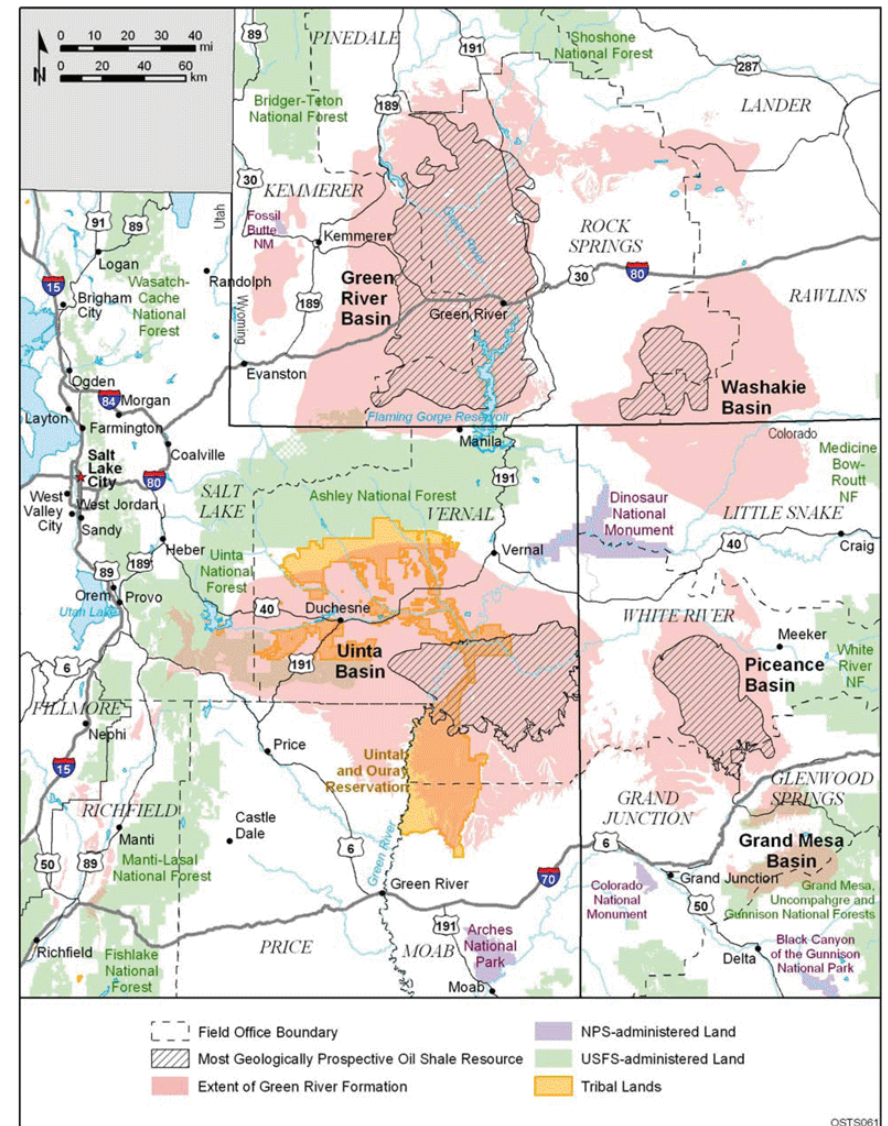 0 10 20 30 40
mi
0 20 40 60
km
N
89
PINEDALE
191
Shoshone
National Forest
287
Bridger-Teton
National Forest
189
LANDER
30
KEMMERER
Fossil
Butte
NM
Kemmerer
Utah
Wyoming
91
89
Logan
15
Wasatch-
Cache
National
Forest
Randolph
Brigham
City
189
Green
River
Basin
Green River
Green River
ROCK
SPRINGS
30
80
RAWLINS
Evanston
Ogden
84
Morgan
Layton
Farmington
Washakie
Basin
Flaming Gorge Reservoir
Manila
Salt
Lake
City
Coalville
80
West
Valley
City
West Jordan
Sandy
SALT
LAKE
Ashley National Forest
VERNAL
191
Colorado
Medicine
Bow-
Routt
NF
Dinosaur
National
Monument
LITTLE SNAKE
40
Craig
Heber
189
89
Orem
Provo
Utah Lake
Uinta
National
Forest
Vernal
40
Duchesne
191
Uinta
Basin
WHITE RIVER
Meeker
Piceance
Basin
White
River
NF
6
FILLMORE
Nephi
15
Price
Uintah
and Ouray
Reservation
RICHFIELD
Castle
Dale
Manti
6
50
89
Manti-Lasal
National Forest
Green River
Green River
GRAND
JUNCTION
GLENWOOD
SPRINGS
6
70
Grand Mesa
Basin
Grand Junction
Colorado
National
Monument
50
Grand Mesa,
Uncompahgre and
Gunnison National Forests
191
Arches
National
Park
PRICE
MOAB
Moab
Delta
Black Canyon
of the Gunnison
National Park
Richfield
Fishlake
National
Forest
Field Office Boundary
Most Geologically Prospective Oil Shale Resource
Extent of Green River Formation
NPS-administered Land
USFS-administered Land
Tribal Lands
OSTS061